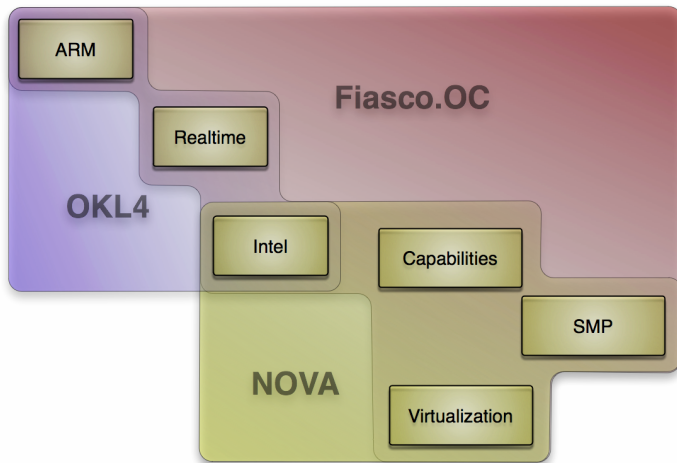 ARM
Fiasco.OC
Realtime
OKL4
Intel
Capabilities
SMP
NOVA
Virtualization